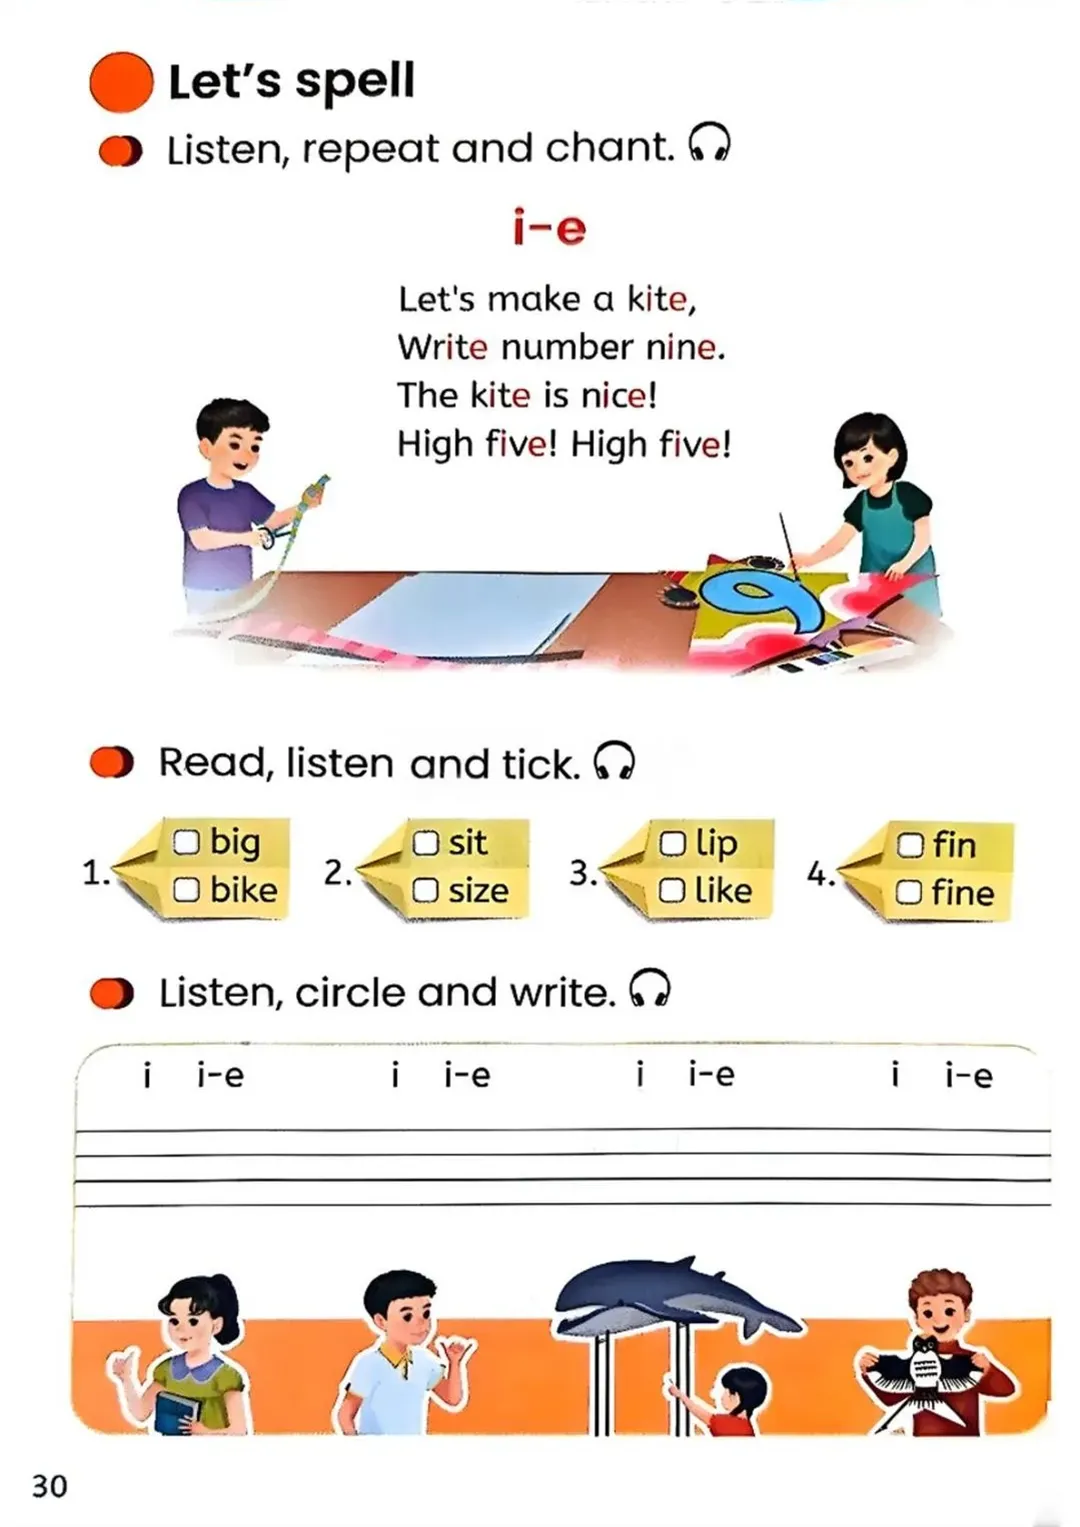 Let's spell
Listen, repeat and chant.
i-e
Let's make a kite,
Write number nine.
The kite is nice!
High five! High five!
9
Read, listen and tick.
1. big
bike
2. sit
size
3. lip
like
4. fin
fine
Listen, circle and write.
i i-e i i-e i i-e i i-e
30